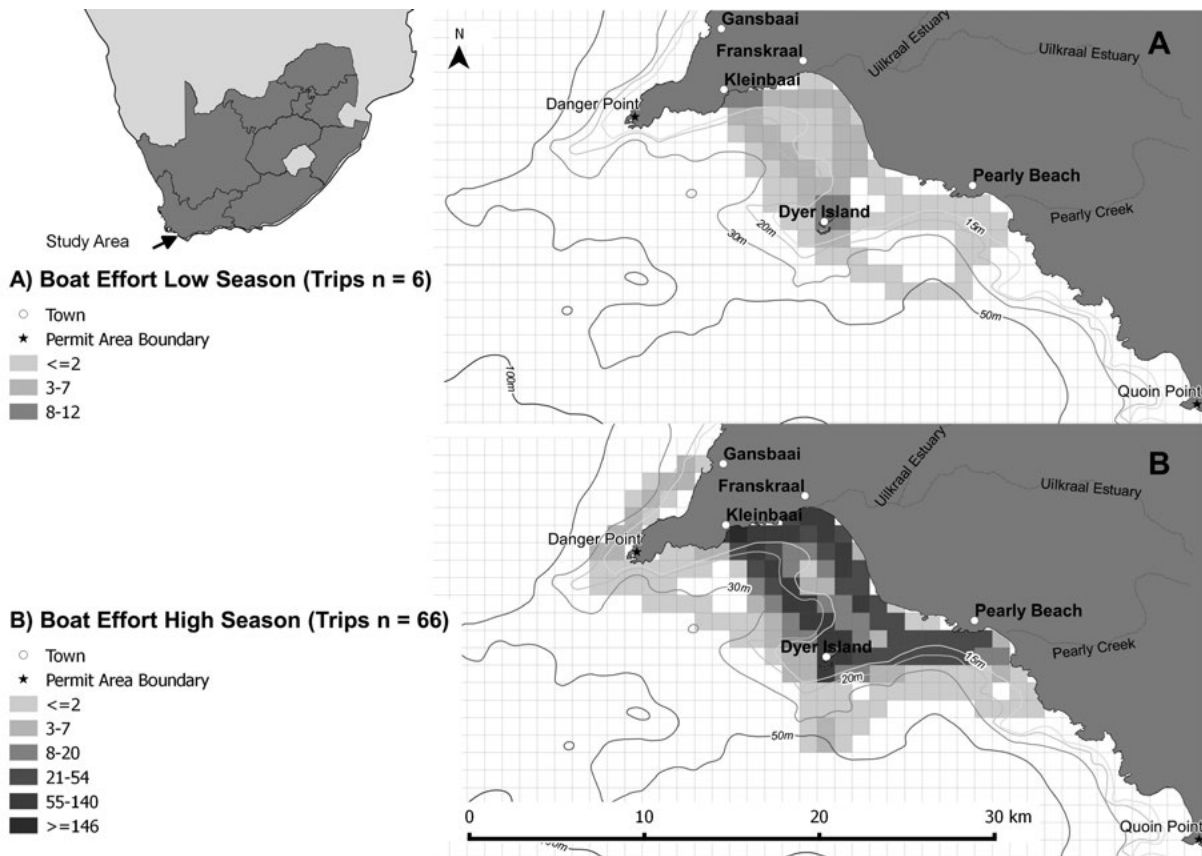 Study Area
A) Boat Effort Low Season (Trips n = 6)
Town
Permit Area Boundary
<=2
3-7
8-12
N
A
Gansbaai
Franskraal
Kleinbaai
Danger Point
Uilkraal Estuary
Uilkraal Estuary
Pearly Beach
Pearly Creek
Dyer Island
20m
30m
15m
50m
100m
Quoin Point
B) Boat Effort High Season (Trips n = 66)
Town
Permit Area Boundary
<=2
3-7
8-20
21-54
55-140
>=146
B
Gansbaai
Franskraal
Kleinbaai
Danger Point
Uilkraal Estuary
Uilkraal Estuary
30m
Pearly Beach
Pearly Creek
Dyer Island
15m
20m
50m
0 10 20 30 km
Quoin Point